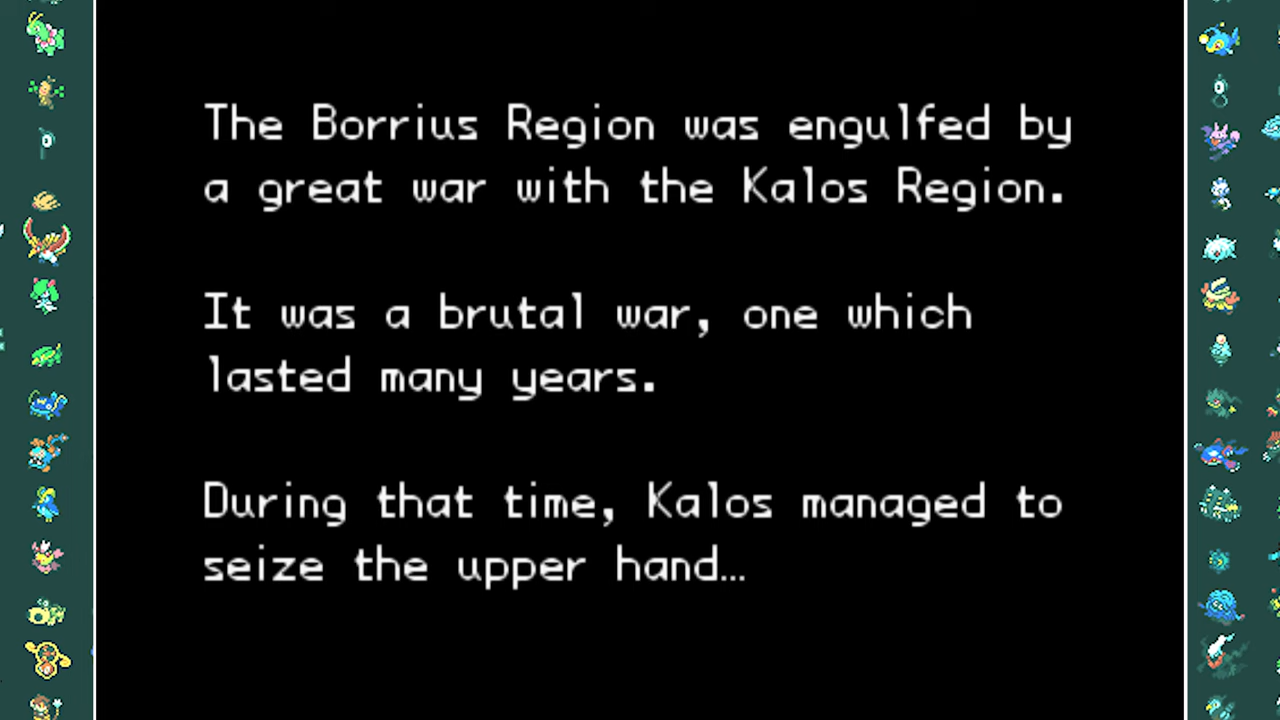 The Borrius Region was engulfed by
a great war with the Kalos Region.
It was a brutal war, one which
lasted many years.
During that time, Kalos managed to
seize the upper hand…